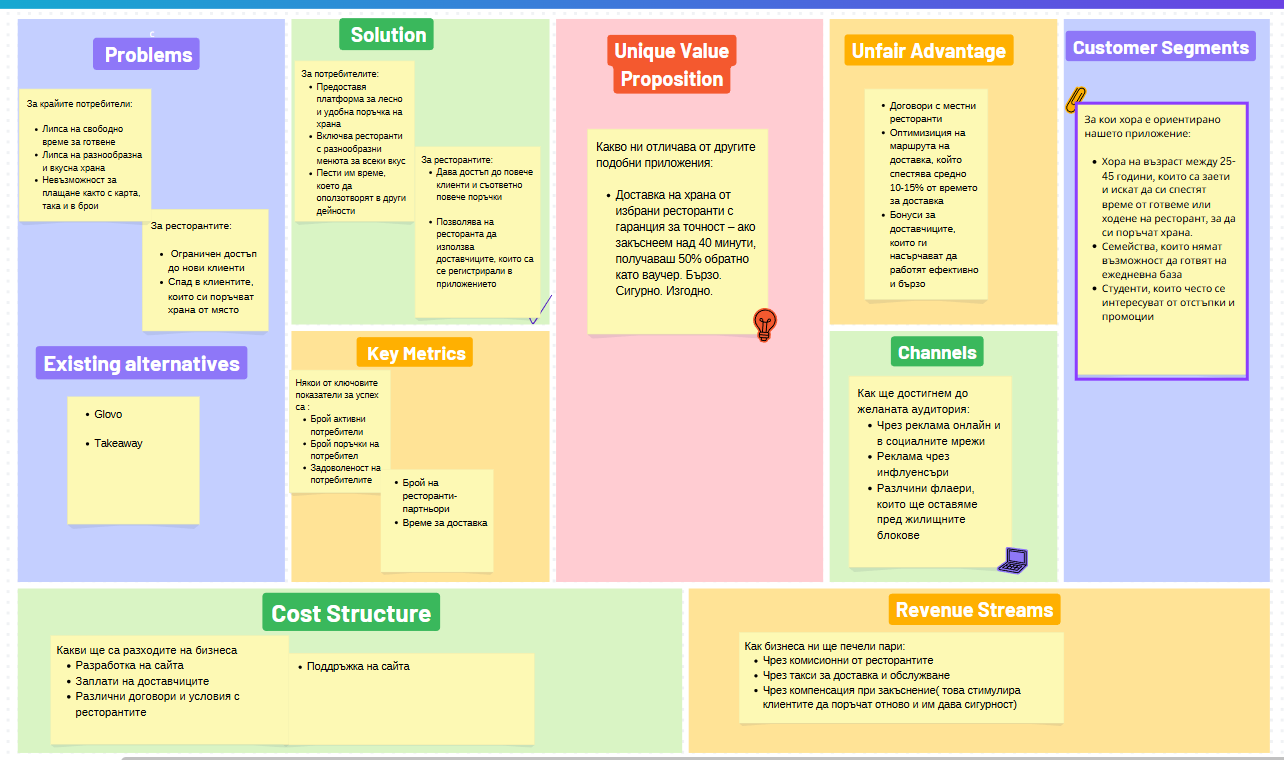 Problems
За крайите потребители:
Липса на свободно
време за готвене
Липса на разнообразна
и вкусна храна
Невъзможност за
плащане както с карта,
така и в брои
За ресторантите:
Ограничен достъп
до нови клиенти
Спад в клиентите,
които си поръчват
храна от място
Existing alternatives
Glovo
Takeaway
Solution
За потребителите:
Предоставя
платформа за лесно
и удобна поръчка на
храна
Включва ресторанти
с разнообразни
менюта за всеки вкус
Пести им време,
което да
оползотворят в други
дейности
За ресторантите:
Дава достъп до повече
клиенти и съответно
повече поръчки
Позволява на
ресторанта да
използва
доставчиците, които са
се регистрирали в
приложението
Key Metrics
Някои от ключовите
показатели за успех
са :
Брой активни
потребители
Брой поръчки на
потребител
Задоволеност на
потребителите
Брой на
ресторанти-
партньори
Време за доставка
Unique Value
Proposition
Какво ни отличава от другите
подобни приложения:
Доставка на храна от
избрани ресторанти с
гаранция за точност – ако
закъснеем над 40 минути,
получаваш 50% обратно
като ваучер. Бързо.
Сигурно. Изгодно.
Unfair Advantage
Договори с местни
ресторанти
Оптимизиция на
маршрута на
доставка, който
спестява средно
10-15% от времето
за доставка
Бонуси за
доставчиците,
които ги
насърчават да
работят ефективно
и бързо
Channels
Как ще достигнем до
желаната аудитория:
Чрез реклама онлайн и
в социалните мрежи
Реклама чрез
инфлуенсъри
Разлчини флаери,
които ще оставяме
пред жилищните
блокове
Customer Segments
За кои хора е ориентирано
нашето приложение:
Хора на възраст между 25-
45 години, които са заети
и искат да си спестят
време от готвеме или
ходене на ресторант, за да
си поръчат храна.
Семейства, които нямат
възможност да готвят на
ежедневна база
Студенти, които често се
интересуват от отстъпки и
промоции
Cost Structure
Какви ще са разходите на бизнеса
Разработка на сайта
Заплати на доставчиците
Различни договори и условия с
ресторантите
Поддръжка на сайта
Revenue Streams
Как бизнеса ни ще печели пари:
Чрез комисионни от ресторантите
Чрез такси за доставка и обслужване
Чрез компенсация при закъснение( това стимулира
клиентите да поръчат отново и им дава сигурност)